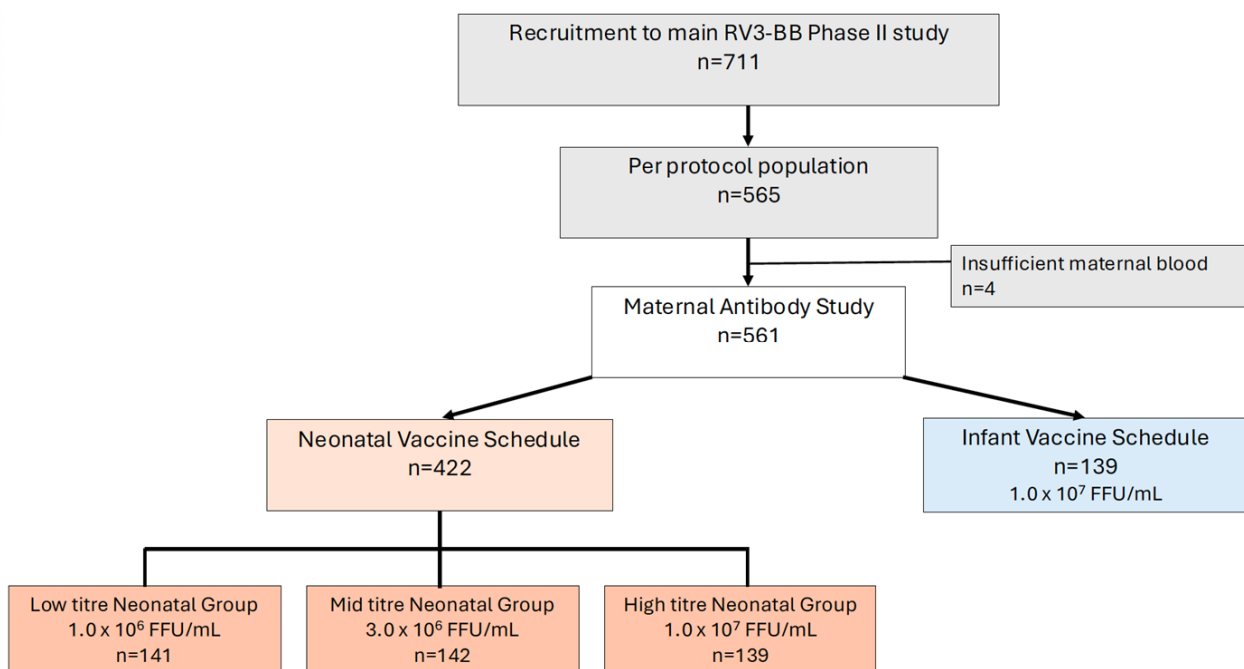 Recruitment to main RV3-BB Phase II study
n=711
Per protocol population
n=565
Insufficient maternal blood
n=4
Maternal Antibody Study
n=561
Neonatal Vaccine Schedule
n=422
Infant Vaccine Schedule
n=139
1.0 x 10⁷ FFU/mL
Low titre Neonatal Group
1.0 x 10⁶ FFU/mL
n=141
Mid titre Neonatal Group
3.0 x 10⁶ FFU/mL
n=142
High titre Neonatal Group
1.0 x 10⁷ FFU/mL
n=139